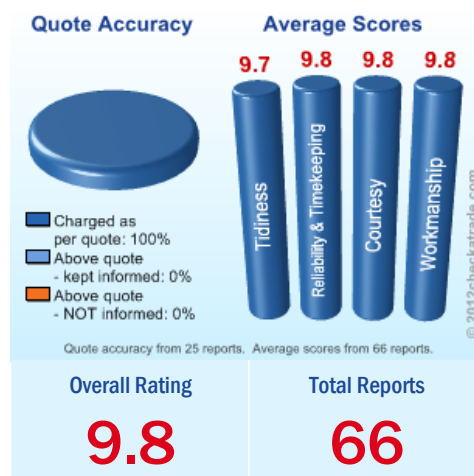 Quote Accuracy
Charged as
per quote: 100%
Above quote
- kept informed: 0%
Above quote
- NOT informed: 0%
Average Scores
9.7 9.8 9.8 9.8
Tidiness
Reliability & Timekeeping
Courtesy
Workmanship
© 2012checkatrade.com
Quote accuracy from 25 reports. Average scores from 66 reports.
Overall Rating
9.8
Total Reports
66